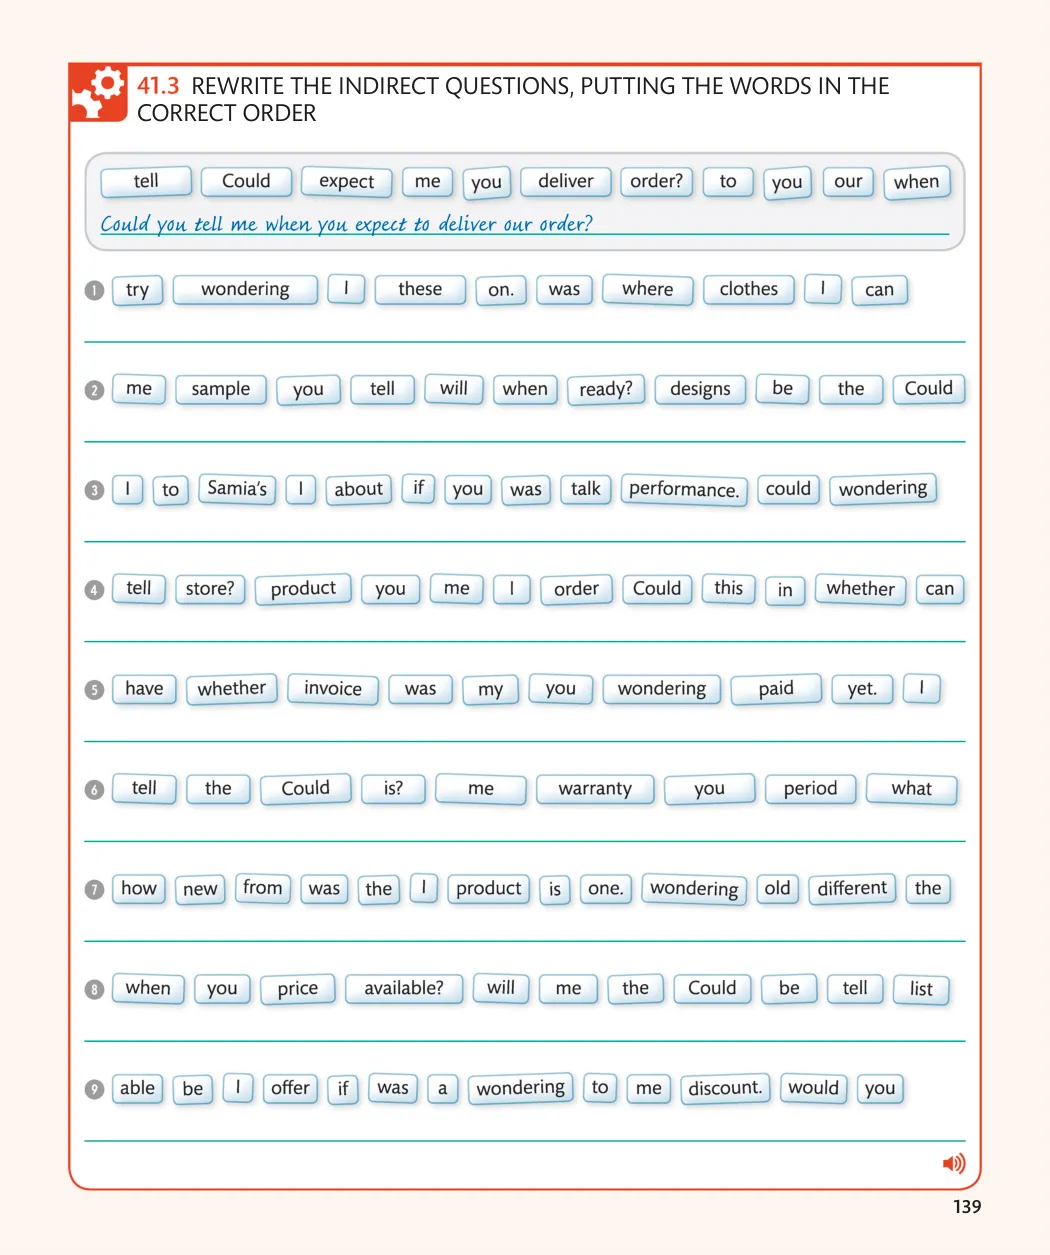 41.3 REWRITE THE INDIRECT QUESTIONS, PUTTING THE WORDS IN THE
CORRECT ORDER
tell Could expect me you deliver order? to you our when
Could you tell me when you expect to deliver our order?
1 try wondering I these on. was where clothes I can
2 me sample you tell will when ready? designs be the Could
3 I to Samia's I about if you was talk performance. could wondering
4 tell store? product you me I order Could this in whether can
5 have whether invoice was my you wondering paid yet. I
6 tell the Could is? me warranty you period what
7 how new from was the I product is one. wondering old different the
8 when you price available? will me the Could be tell list
9 able be I offer if was a wondering to me discount. would you
139